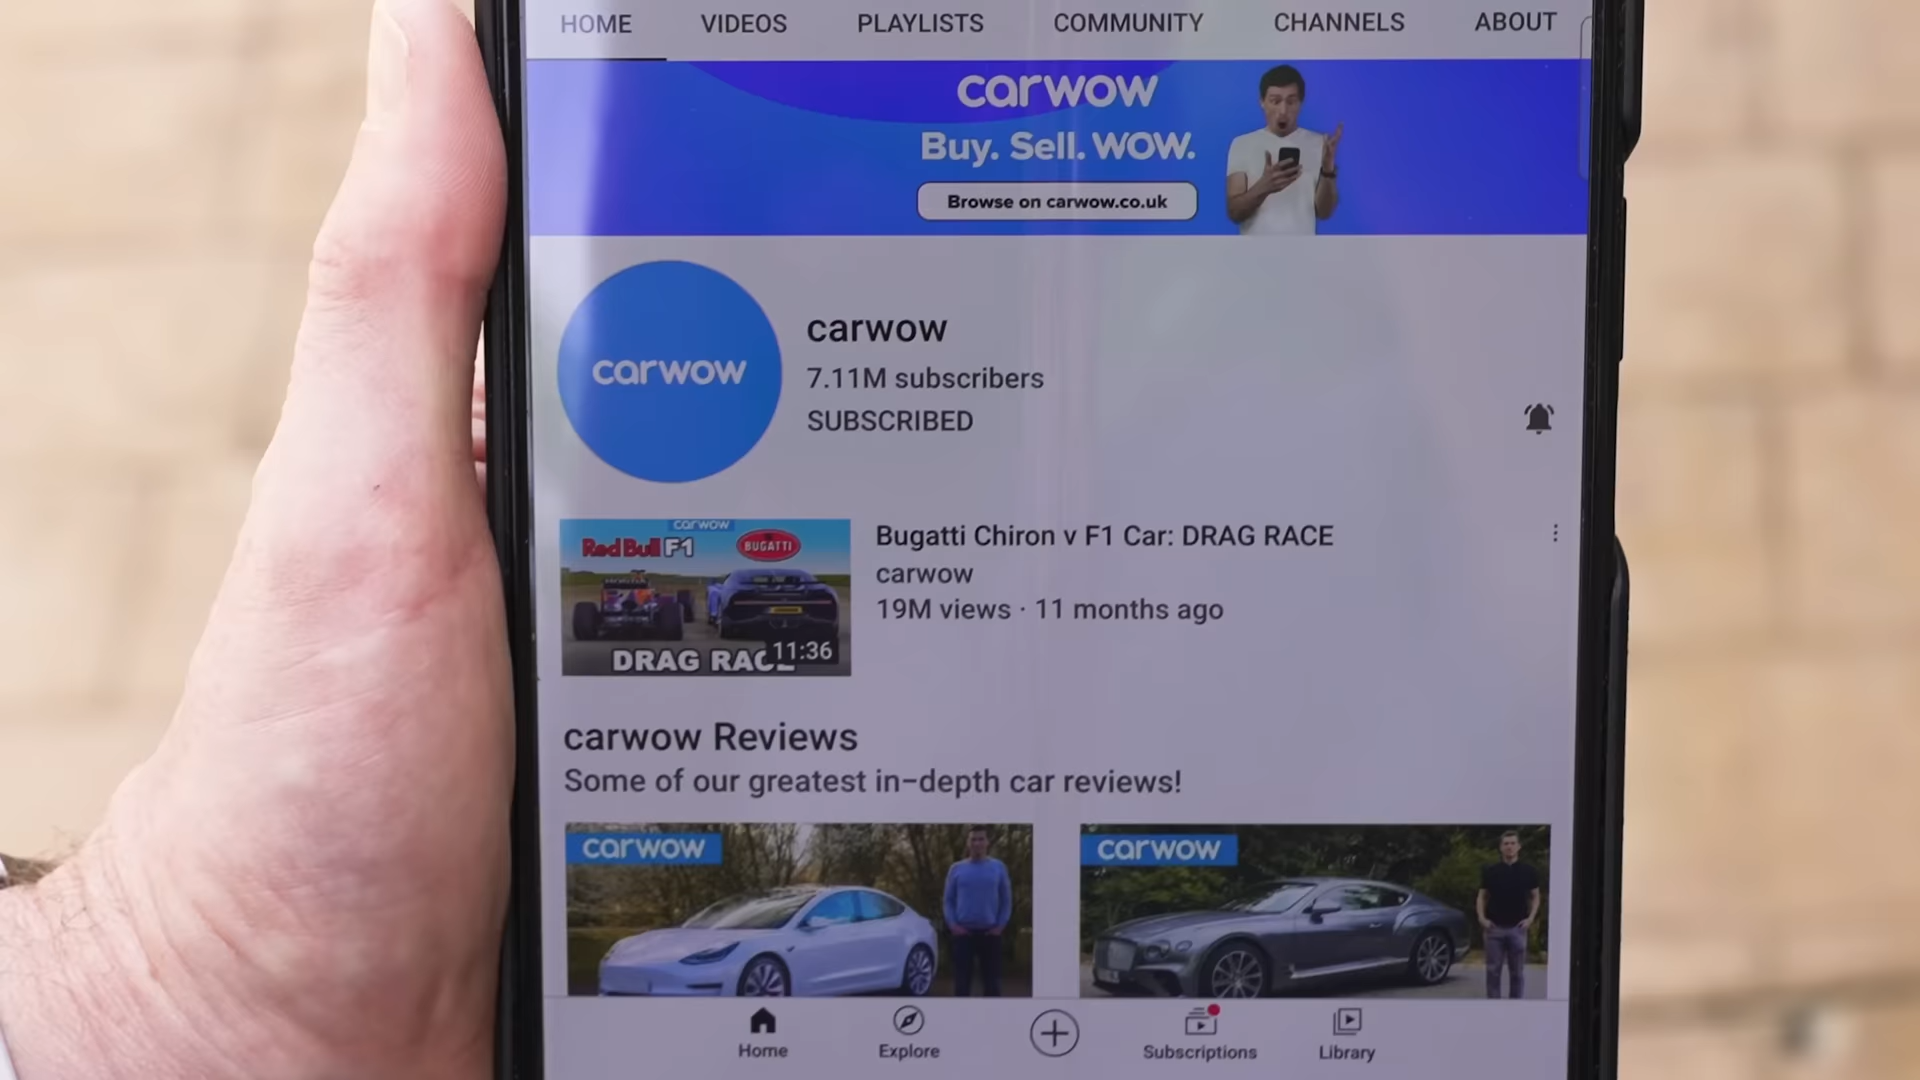 HOME VIDEOS PLAYLISTS COMMUNITY CHANNELS ABOUT
carwow
Buy. Sell. WOW.
Browse on carwow.co.uk
carwow
carwow
7.11M subscribers
SUBSCRIBED
carwow
Red Bull F1
BUGATTI
HONDA
DRAG RACE
11:36
Bugatti Chiron v F1 Car: DRAG RACE
carwow
19M views · 11 months ago
carwow Reviews
Some of our greatest in-depth car reviews!
carwow
carwow
Home Explore Subscriptions Library